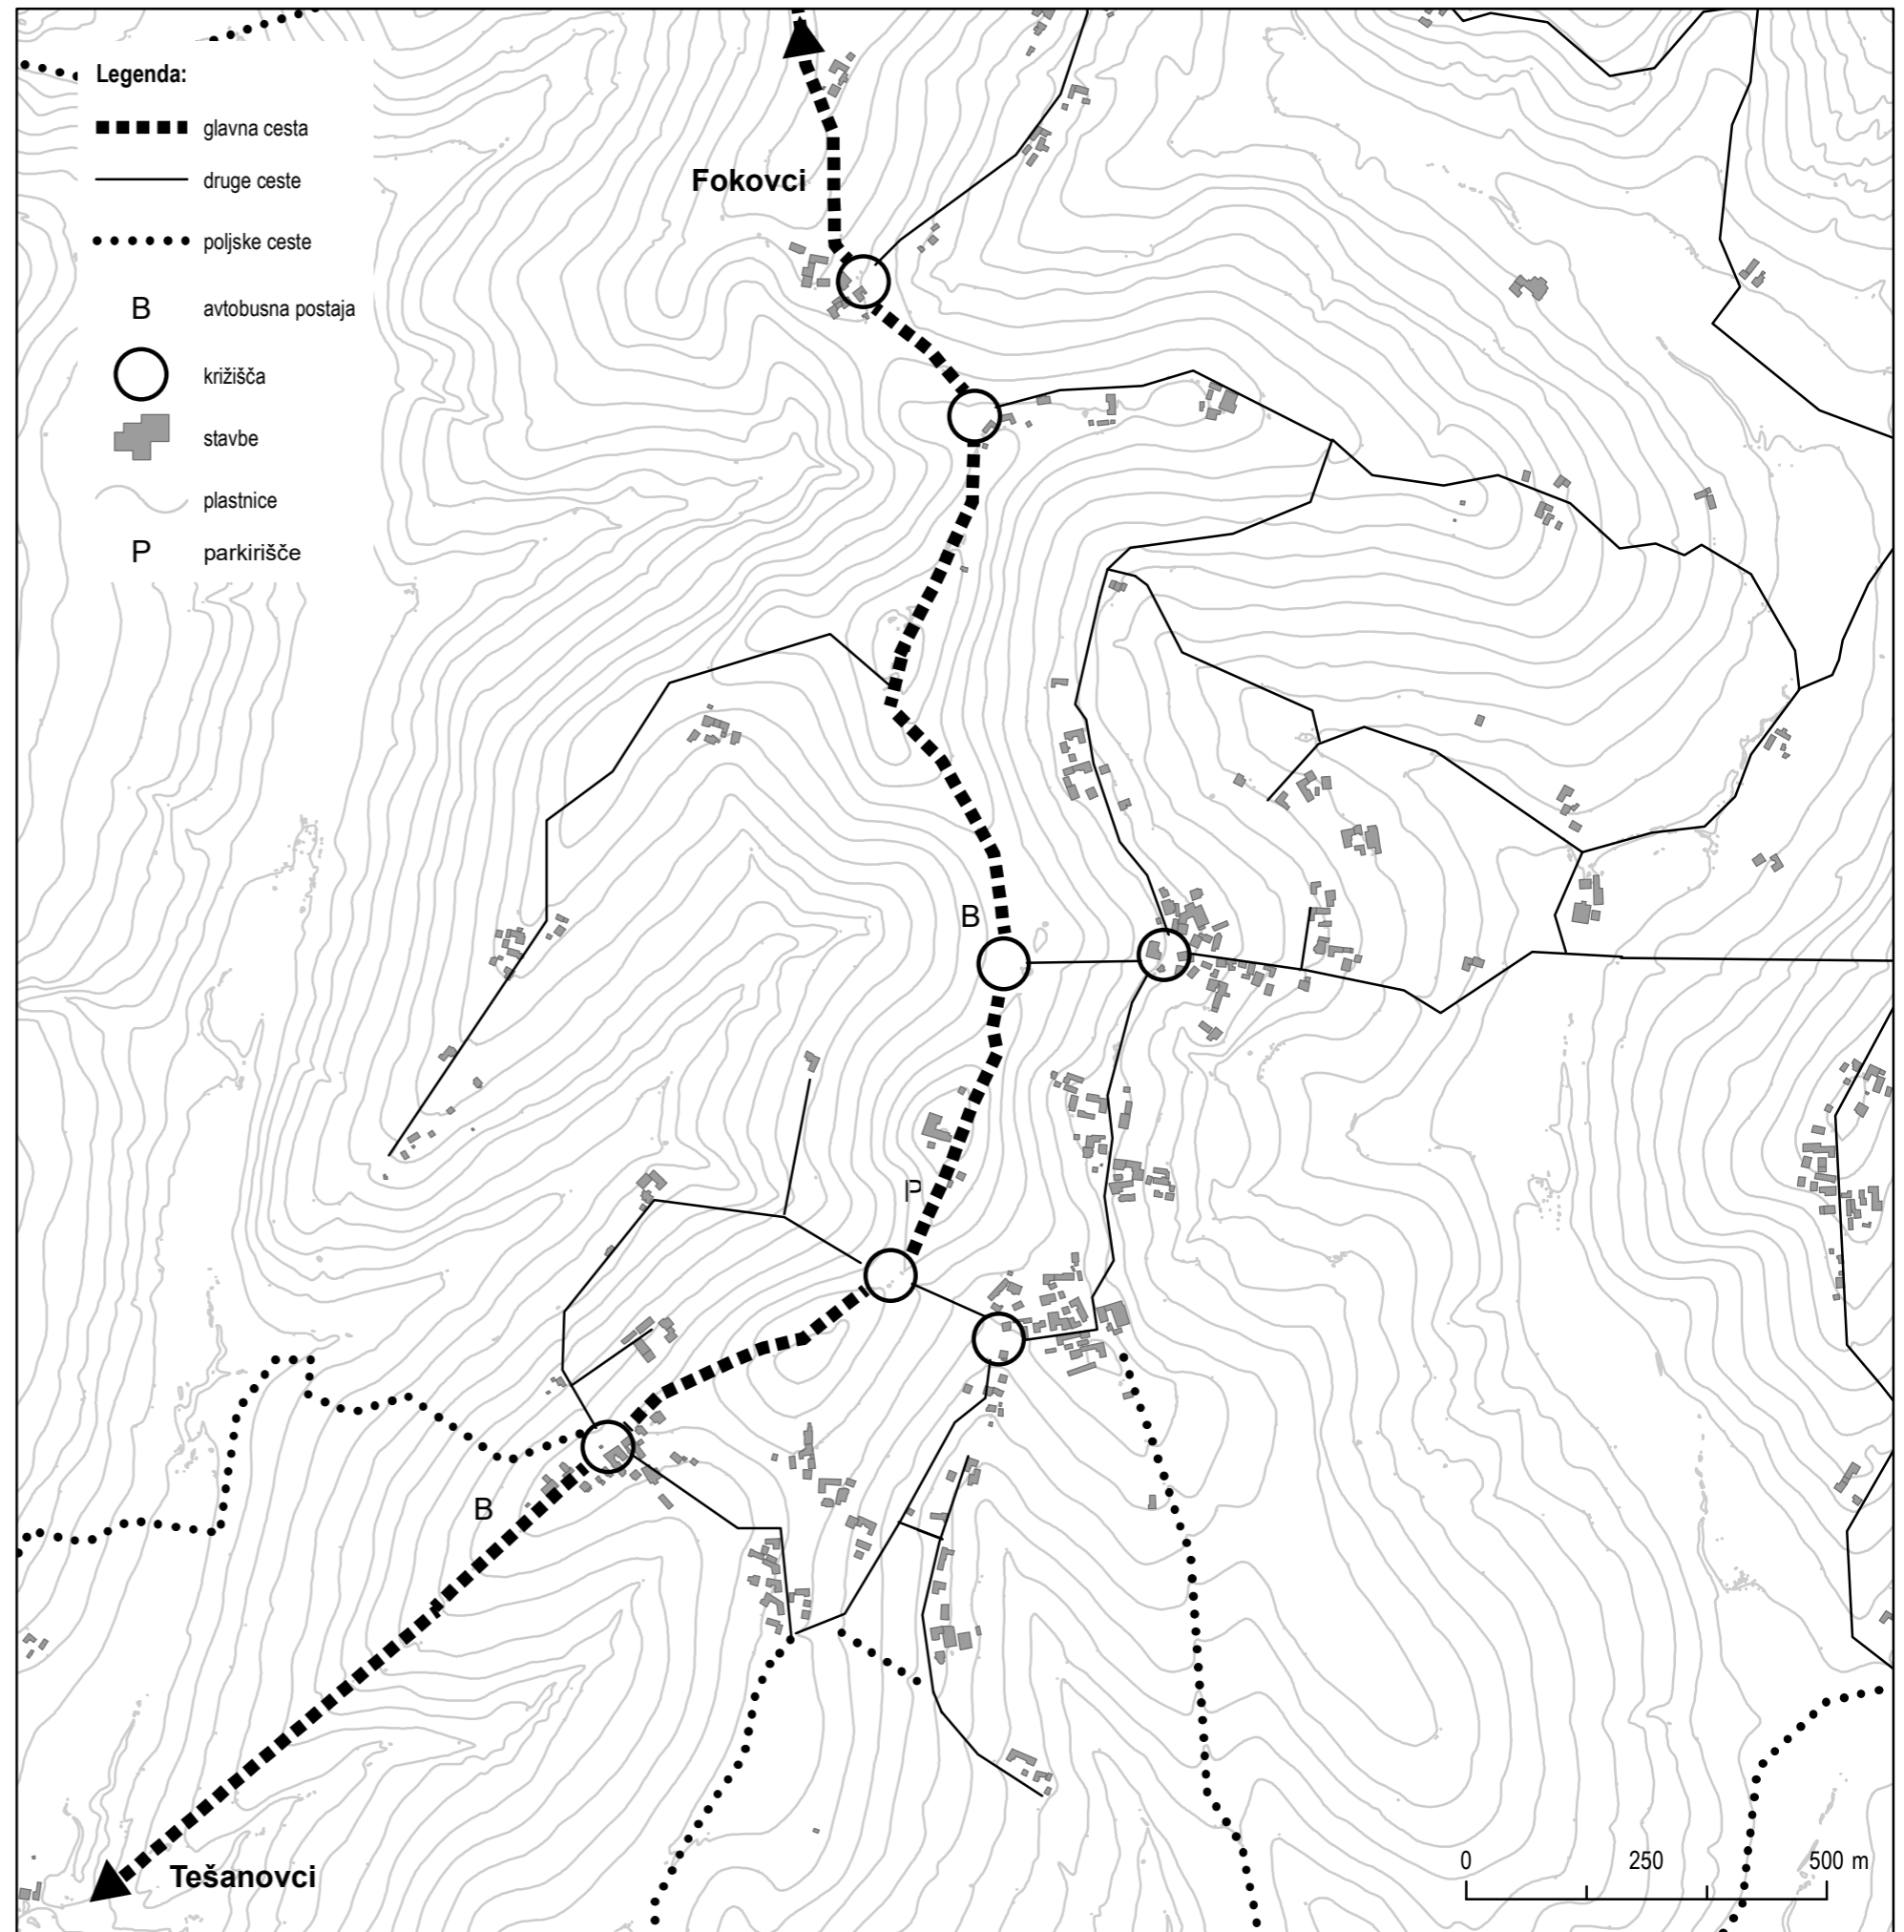 Legenda:
glavna cesta
druge ceste
poljske ceste
B avtobusna postaja
križišča
stavbe
plastnice
P parkirišče
Fokovci
B
P
B
Tešanovci
0 250 500 m